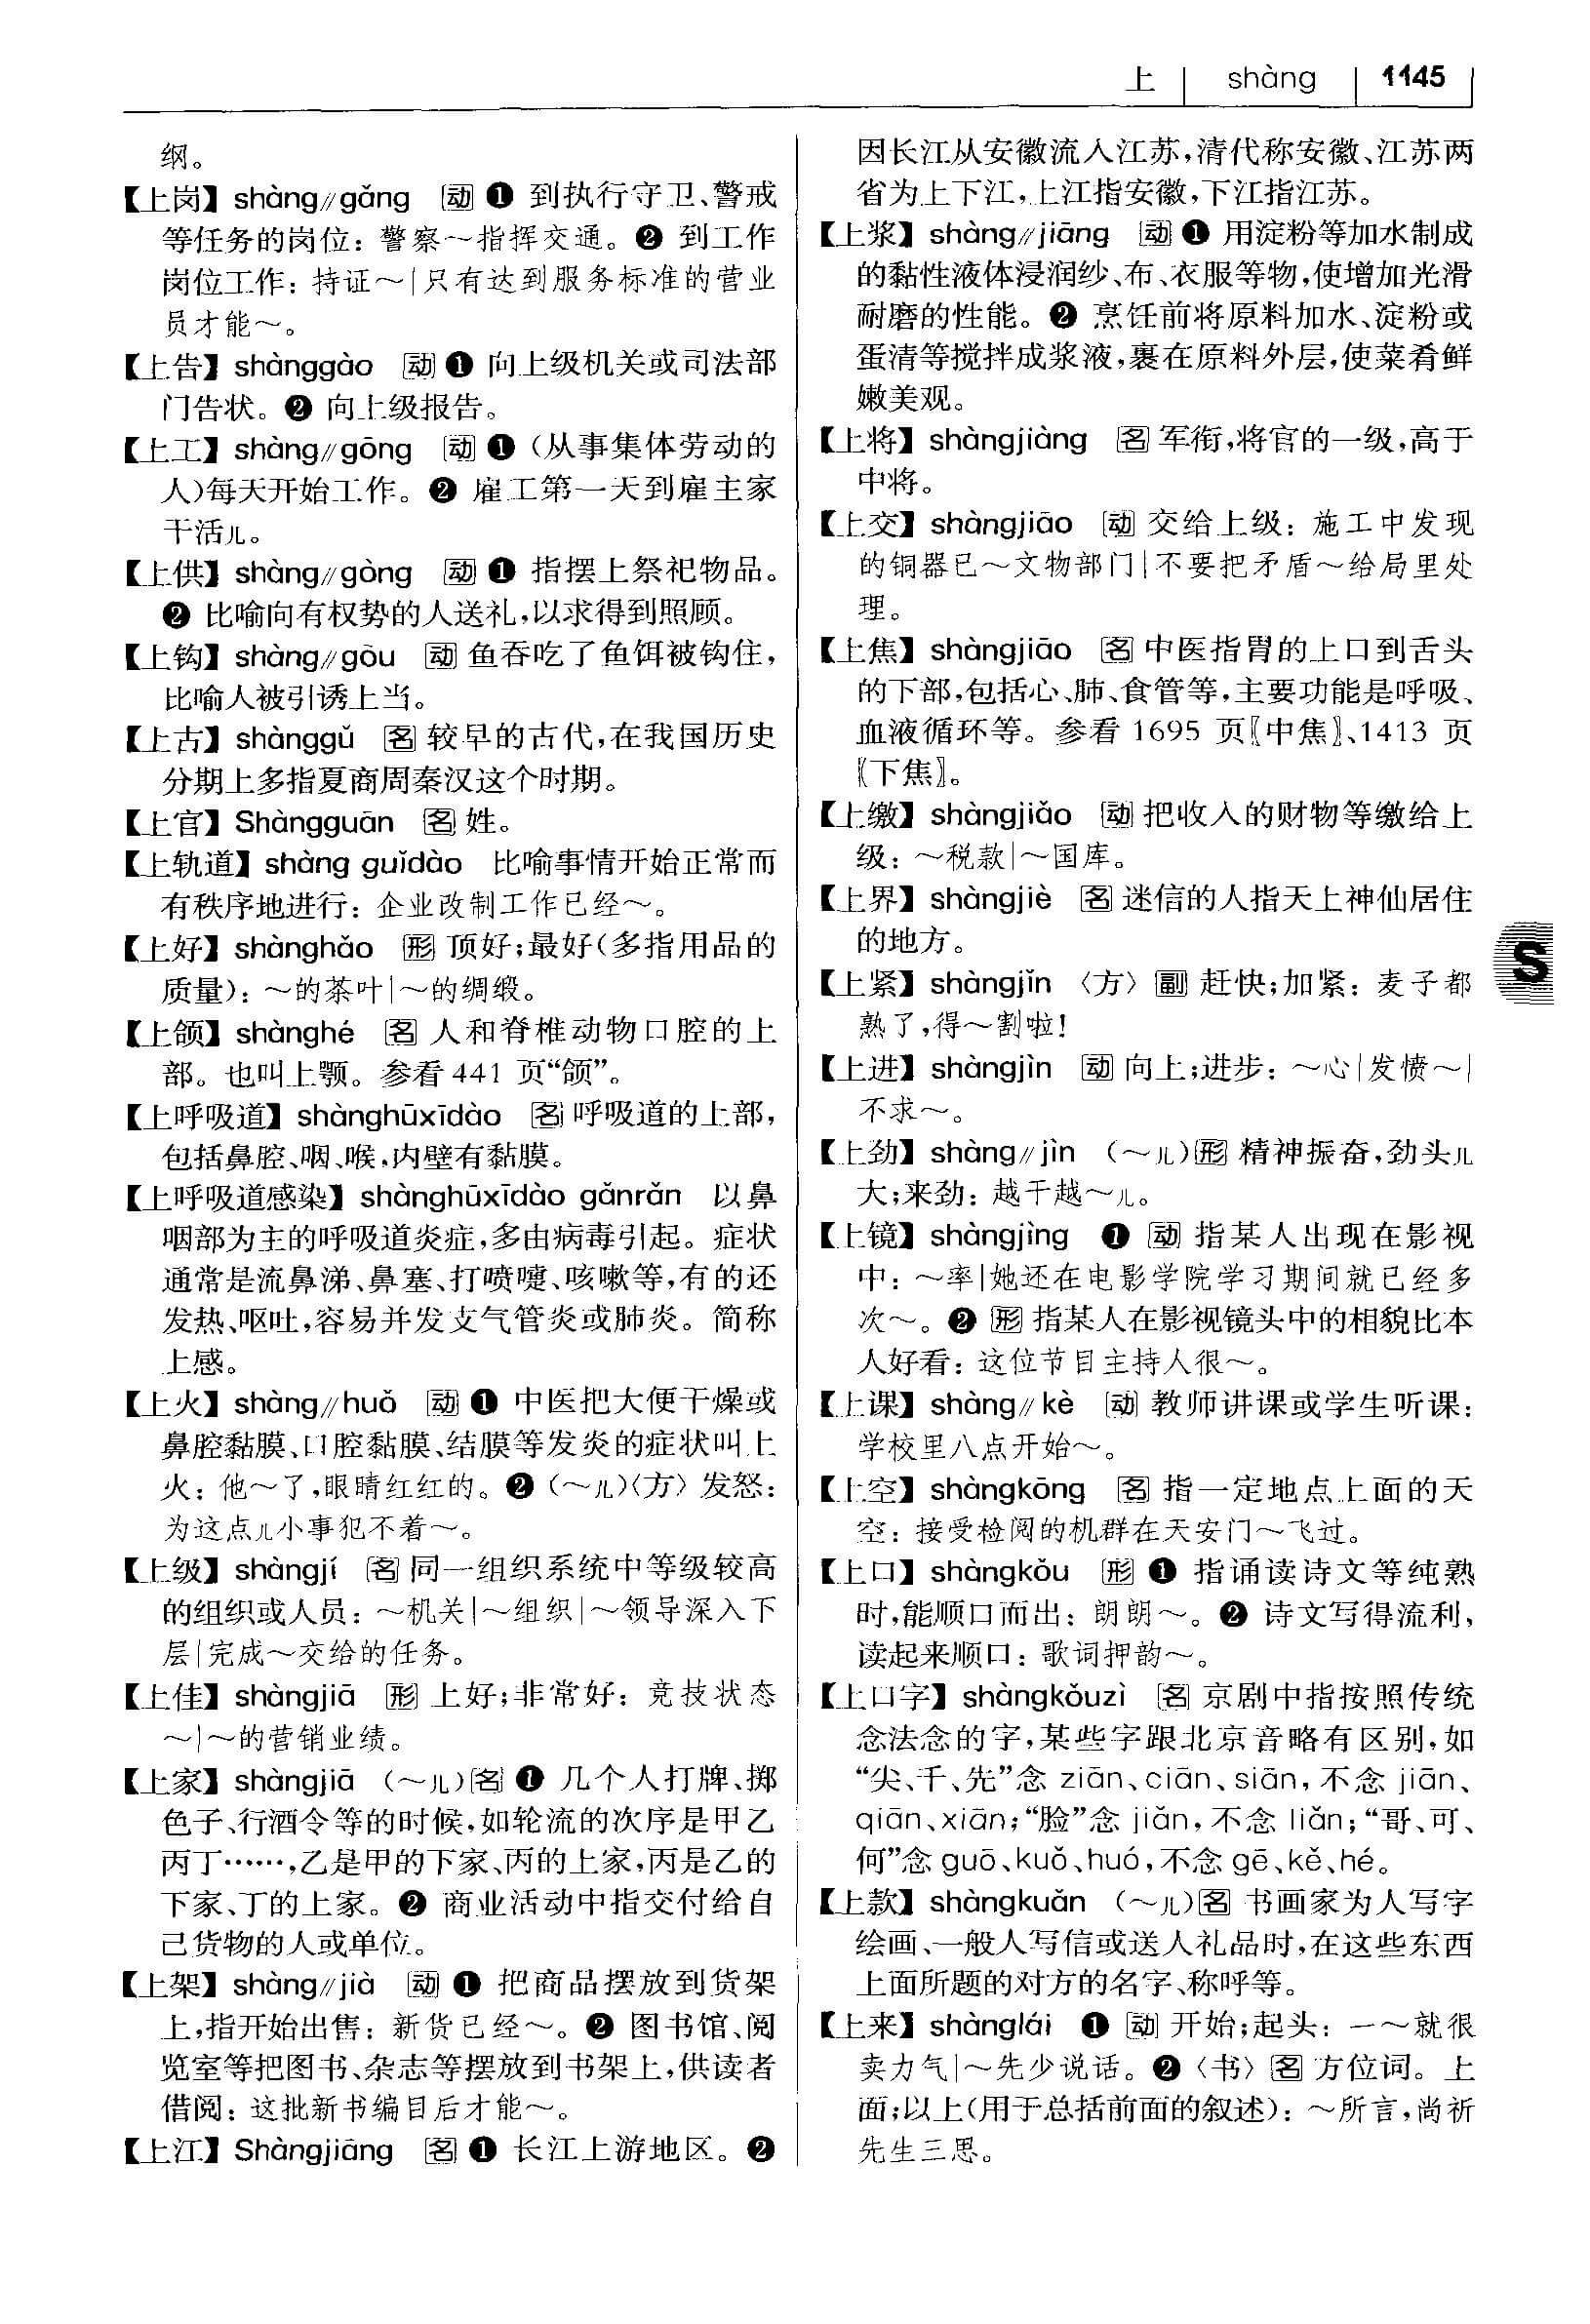 上 | shàng | 1145
纲。
【上岗】shàng//gǎng 动 ❶ 到执行守卫、警戒
等任务的岗位：警察～指挥交通。❷ 到工作
岗位工作：持证～|只有达到服务标准的营业
员才能～。
【上告】shànggào 动 ❶ 向上级机关或司法部
门告状。❷ 向上级报告。
【上工】shàng//gōng 动 ❶（从事集体劳动的
人）每天开始工作。❷ 雇工第一天到雇主家
干活儿。
【上供】shàng//gòng 动 ❶ 指摆上祭祀物品。
❷ 比喻向有权势的人送礼，以求得到照顾。
【上钩】shàng//gōu 动 鱼吞吃了鱼饵被钩住，
比喻人被引诱上当。
【上古】shànggǔ 名 较早的古代，在我国历史
分期上多指夏商周秦汉这个时期。
【上官】Shàngguān 名 姓。
【上轨道】shàng guǐdào 比喻事情开始正常而
有秩序地进行：企业改制工作已经～。
【上好】shànghǎo 形 顶好；最好（多指用品的
质量）：～的茶叶|～的绸缎。
【上颌】shànghé 名 人和脊椎动物口腔的上
部。也叫上颚。参看 441 页“颌”。
【上呼吸道】shànghūxīdào 名 呼吸道的上部，
包括鼻腔、咽、喉，内壁有黏膜。
【上呼吸道感染】shànghūxīdào gǎnrǎn 以鼻
咽部为主的呼吸道炎症，多由病毒引起。症状
通常是流鼻涕、鼻塞、打喷嚏、咳嗽等，有的还
发热、呕吐，容易并发支气管炎或肺炎。简称
上感。
【上火】shàng//huǒ 动 ❶ 中医把大便干燥或
鼻腔黏膜、口腔黏膜、结膜等发炎的症状叫上
火：他～了，眼睛红红的。❷（～儿）〈方〉发怒：
为这点儿小事犯不着～。
【上级】shàngjí 名 同一组织系统中等级较高
的组织或人员：～机关|～组织|～领导深入下
层|完成～交给的任务。
【上佳】shàngjiā 形 上好；非常好：竞技状态
～|～的营销业绩。
【上家】shàngjiā（～儿）名 ❶ 几个人打牌、掷
色子、行酒令等的时候，如轮流的次序是甲乙
丙丁……，乙是甲的下家、丙的上家，丙是乙的
下家、丁的上家。❷ 商业活动中指交付给自
己货物的人或单位。
【上架】shàng//jià 动 ❶ 把商品摆放到货架
上，指开始出售：新货已经～。❷ 图书馆、阅
览室等把图书、杂志等摆放到书架上，供读者
借阅：这批新书编目后才能～。
【上江】Shàngjiāng 名 ❶ 长江上游地区。❷
因长江从安徽流入江苏，清代称安徽、江苏两
省为上下江，上江指安徽，下江指江苏。
【上浆】shàng//jiāng 动 ❶ 用淀粉等加水制成
的黏性液体浸润纱、布、衣服等物，使增加光滑
耐磨的性能。❷ 烹饪前将原料加水、淀粉或
蛋清等搅拌成浆液，裹在原料外层，使菜肴鲜
嫩美观。
【上将】shàngjiàng 名 军衔，将官的一级，高于
中将。
【上交】shàngjiāo 动 交给上级：施工中发现
的铜器已～文物部门|不要把矛盾～给局里处
理。
【上焦】shàngjiāo 名 中医指胃的上口到舌头
的下部，包括心、肺、食管等，主要功能是呼吸、
血液循环等。参看 1695 页〖中焦〗、1413 页
〖下焦〗。
【上缴】shàngjiǎo 动 把收入的财物等缴给上
级：～税款|～国库。
【上界】shàngjiè 名 迷信的人指天上神仙居住
的地方。
【上紧】shàngjǐn〈方〉副 赶快；加紧：麦子都
熟了，得～割啦！
【上进】shàngjìn 动 向上；进步：～心|发愤～|
不求～。
【上劲】shàng//jìn（～儿）形 精神振奋，劲头儿
大；来劲：越干越～儿。
【上镜】shàngjìng ❶ 动 指某人出现在影视
中：～率|她还在电影学院学习期间就已经多
次～。❷ 形 指某人在影视镜头中的相貌比本
人好看：这位节目主持人很～。
【上课】shàng//kè 动 教师讲课或学生听课：
学校里八点开始～。
【上空】shàngkōng 名 指一定地点上面的天
空：接受检阅的机群在天安门～飞过。
【上口】shàngkǒu 形 ❶ 指诵读诗文等纯熟
时，能顺口而出：朗朗～。❷ 诗文写得流利，
读起来顺口：歌词押韵～。
【上口字】shàngkǒuzì 名 京剧中指按照传统
念法念的字，某些字跟北京音略有区别，如
“尖、千、先”念 ziān、ciān、siān，不念 jiān、
qiān、xiān；“脸”念 jiǎn，不念 liǎn；“哥、可、
何”念 guō、kuǒ、huó，不念 gē、kě、hé。
【上款】shàngkuǎn（～儿）名 书画家为人写字
绘画、一般人写信或送人礼品时，在这些东西
上面所题的对方的名字、称呼等。
【上来】shànglái ❶ 动 开始；起头：一～就很
卖力气|～先少说话。❷〈书〉名 方位词。上
面；以上（用于总括前面的叙述）：～所言，尚祈
先生三思。
S